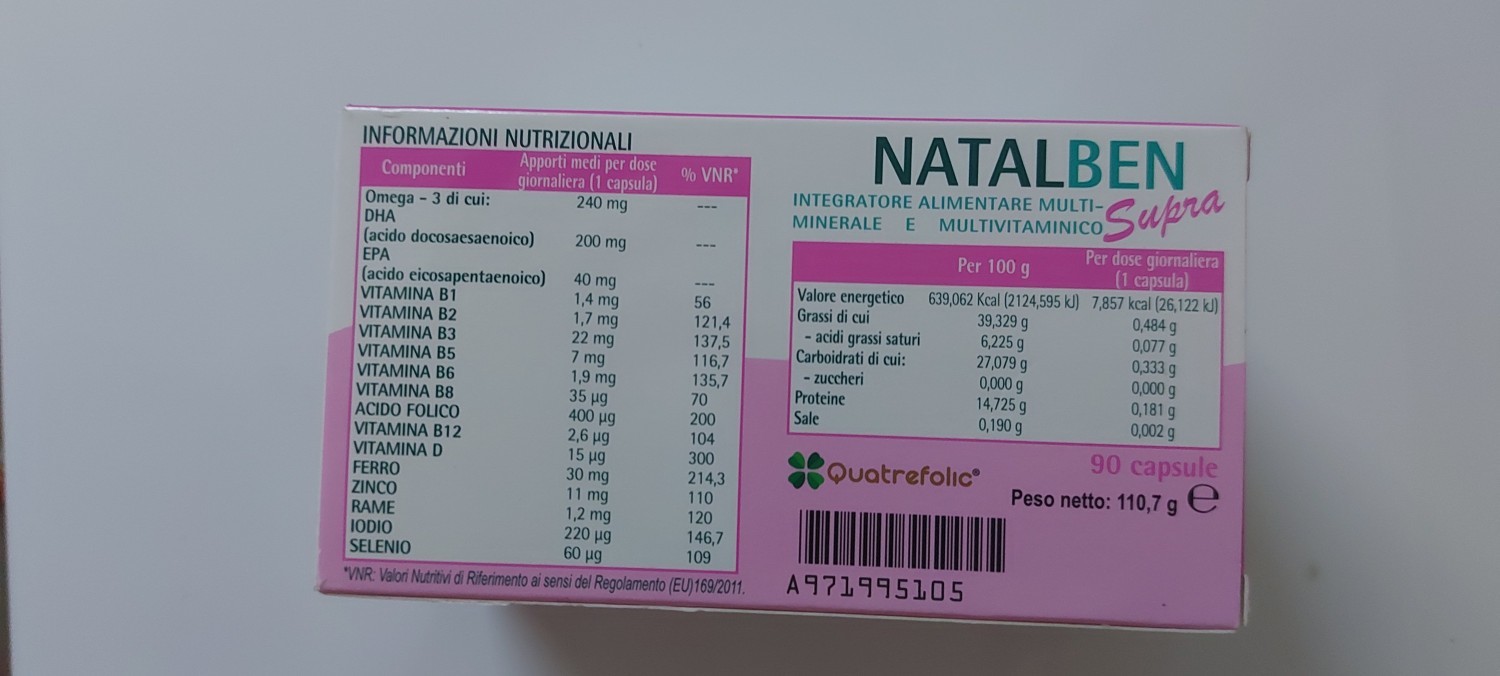 INFORMAZIONI NUTRIZIONALI
Componenti Apporti medi per dose giornaliera (1 capsula) % VNR*
Omega - 3 di cui: 240 mg ---
DHA
(acido docosaesaenoico) 200 mg ---
EPA
(acido eicosapentaenoico) 40 mg ---
VITAMINA B1 1,4 mg 56
VITAMINA B2 1,7 mg 121,4
VITAMINA B3 22 mg 137,5
VITAMINA B5 7 mg 116,7
VITAMINA B6 1,9 mg 135,7
VITAMINA B8 35 µg 70
ACIDO FOLICO 400 µg 200
VITAMINA B12 2,6 µg 104
VITAMINA D 15 µg 300
FERRO 30 mg 214,3
ZINCO 11 mg 110
RAME 1,2 mg 120
IODIO 220 µg 146,7
SELENIO 60 µg 109
*VNR: Valori Nutritivi di Riferimento ai sensi del Regolamento (EU)169/2011.
NATALBEN
Supra
INTEGRATORE ALIMENTARE MULTI-
MINERALE E MULTIVITAMINICO
Per 100 g Per dose giornaliera (1 capsula)
Valore energetico 639,062 Kcal (2124,595 kJ) 7,857 kcal (26,122 kJ)
Grassi di cui 39,329 g 0,484 g
- acidi grassi saturi 6,225 g 0,077 g
Carboidrati di cui: 27,079 g 0,333 g
- zuccheri 0,000 g 0,000 g
Proteine 14,725 g 0,181 g
Sale 0,190 g 0,002 g
Quatrefolic®
90 capsule
Peso netto: 110,7 g ℮
A971995105